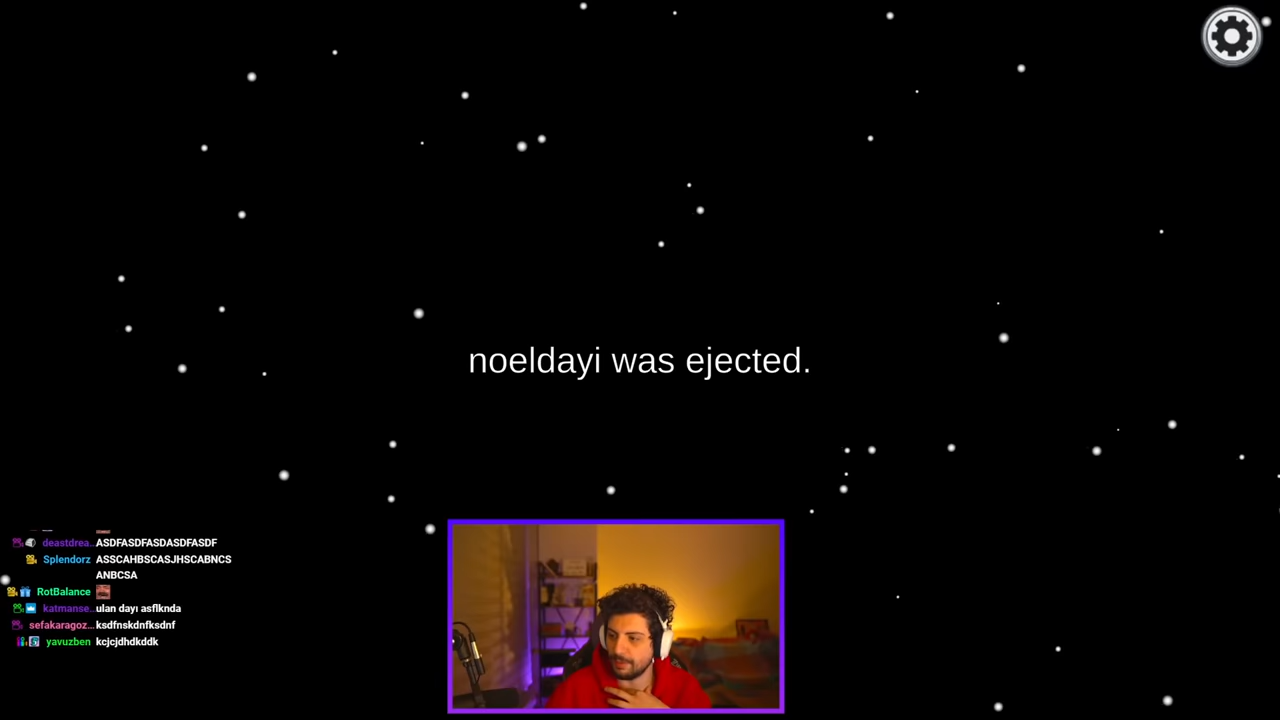 noeldayi was ejected.
deastdrea... ASDFASDFASDASDFASDF
Splendorz ASSCAHBSCASJHSCABNCS
ANBCSA
RotBalance
katmanse... ulan dayı asflknda
sefakaragoz... ksdfnskdnfksdnf
yavuzben kcjcjdhdkddk